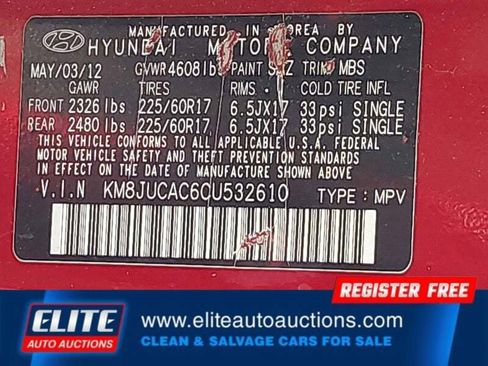 MANUFACTURED IN KOREA BY
HYUNDAI MOTOR COMPANY
MAY/03/12 GVWR 4608lb PAINT TRIM MBS
GAWR TIRES RIMS COLD TIRE INFL
FRONT 2326 lbs 225/60R17 6.5JX17 33psi SINGLE
REAR 2480 lbs 225/60R17 6.5JX17 33psi SINGLE
THIS VEHICLE CONFORMS TO ALL APPLICABLE U.S.A. FEDERAL
MOTOR VEHICLE SAFETY AND THEFT PREVENTION STANDARDS IN
EFFECT ON THE DATE OF MANUFACTURE SHOWN ABOVE.
V.I.N KM8JUCAC6CU532610 TYPE : MPV
REGISTER FREE
ELITE
AUTO AUCTIONS
www.eliteautoauctions.com
CLEAN & SALVAGE CARS FOR SALE